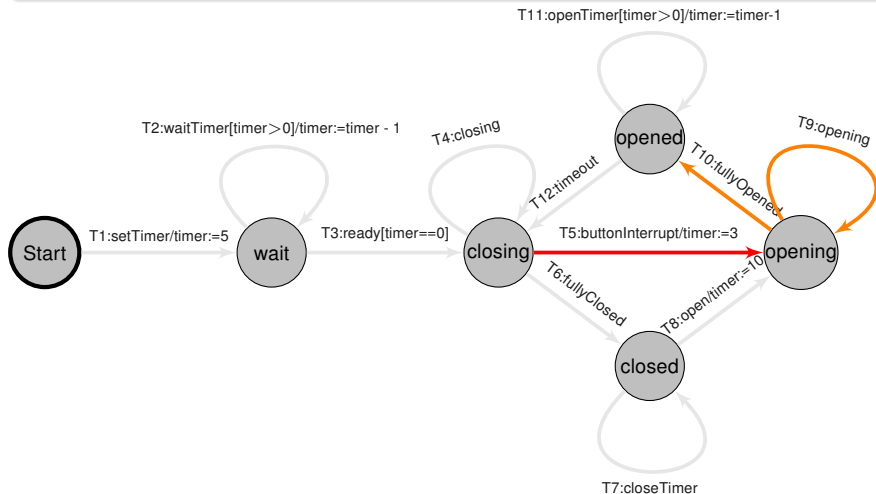 T11:openTimer[timer>0]/timer:=timer-1
T2:waitTimer[timer>0]/timer:=timer - 1
T4:closing
opened
T9:opening
T10:fullyOpened
T12:timeout
Start
T1:setTimer/timer:=5
wait
T3:ready[timer==0]
closing
T5:buttonInterrupt/timer:=3
opening
T6:fullyClosed
T8:open/timer:=10
closed
T7:closeTimer